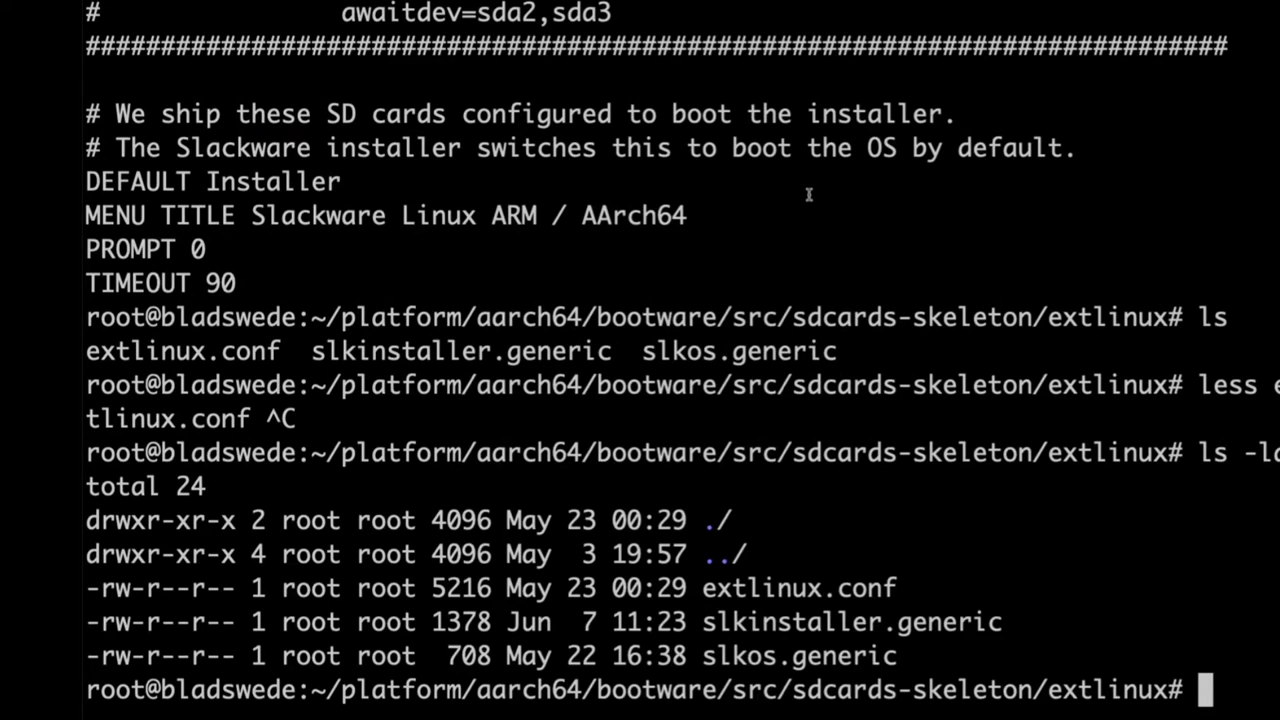 #                awaitdev=sda2,sda3
############################################################################
# We ship these SD cards configured to boot the installer.
# The Slackware installer switches this to boot the OS by default.
DEFAULT Installer
MENU TITLE Slackware Linux ARM / AArch64
PROMPT 0
TIMEOUT 90
root@bladswede:~/platform/aarch64/bootware/src/sdcards-skeleton/extlinux# ls
extlinux.conf  slkinstaller.generic  slkos.generic
root@bladswede:~/platform/aarch64/bootware/src/sdcards-skeleton/extlinux# less e
tlinux.conf ^C
root@bladswede:~/platform/aarch64/bootware/src/sdcards-skeleton/extlinux# ls -l
total 24
drwxr-xr-x 2 root root 4096 May 23 00:29 ./
drwxr-xr-x 4 root root 4096 May  3 19:57 ../
-rw-r--r-- 1 root root 5216 May 23 00:29 extlinux.conf
-rw-r--r-- 1 root root 1378 Jun  7 11:23 slkinstaller.generic
-rw-r--r-- 1 root root  708 May 22 16:38 slkos.generic
root@bladswede:~/platform/aarch64/bootware/src/sdcards-skeleton/extlinux#